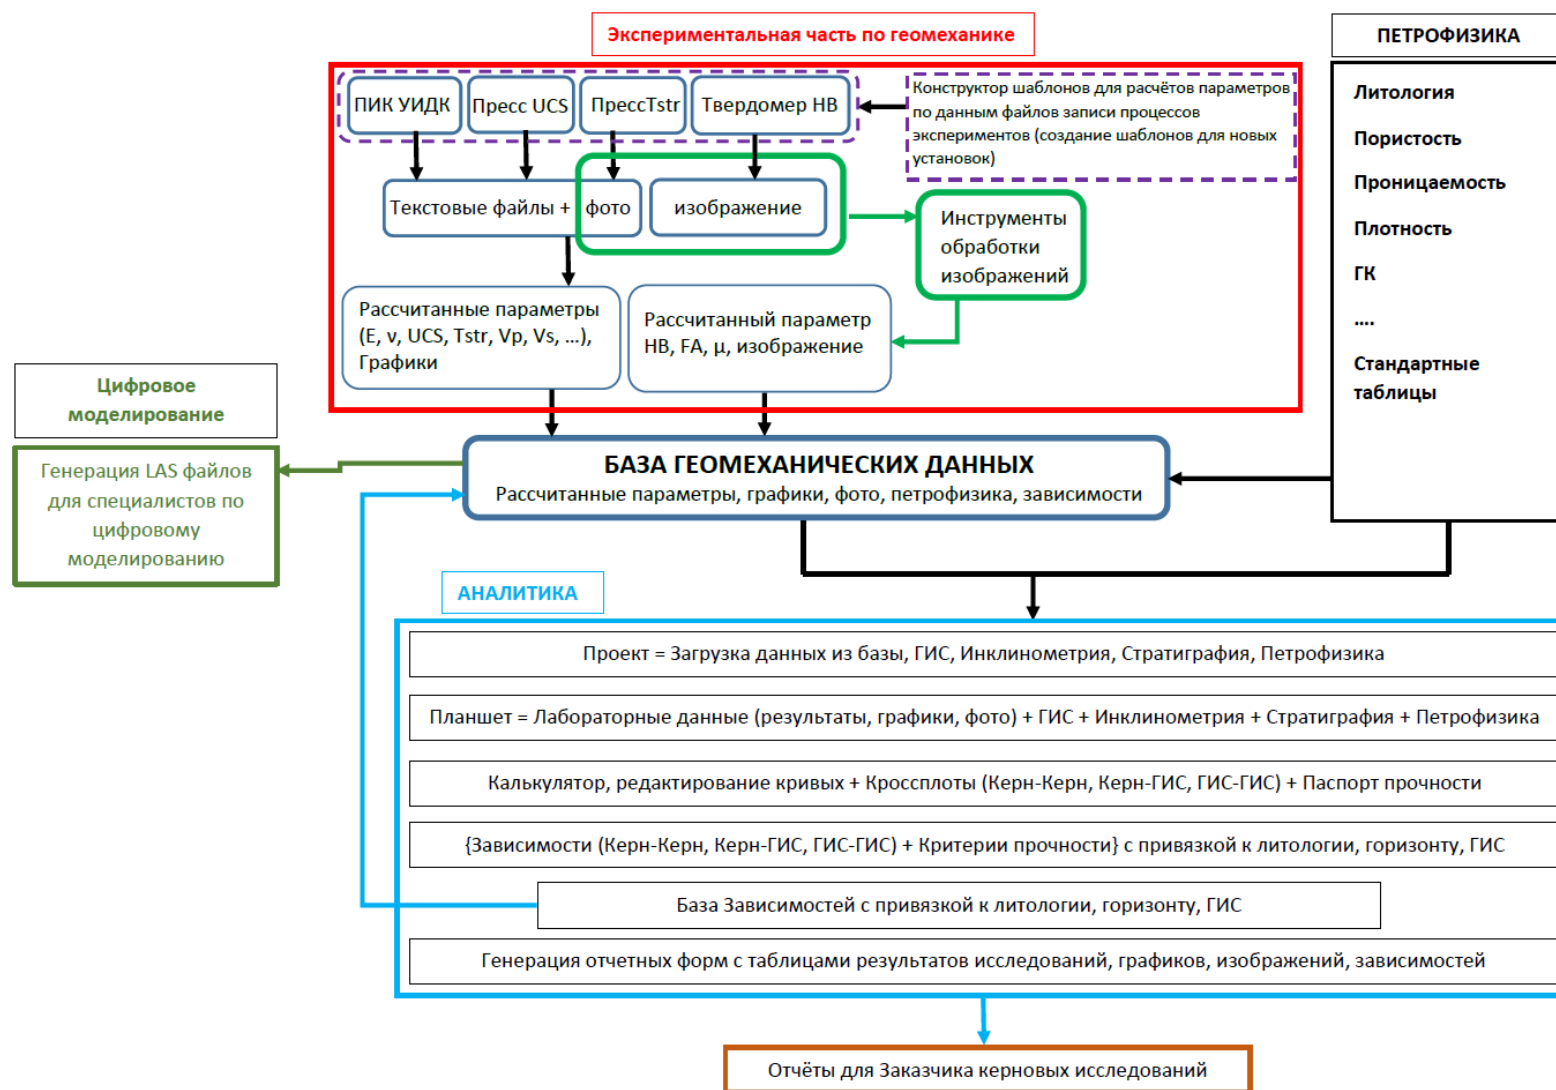 Экспериментальная часть по геомеханике
ПЕТРОФИЗИКА
ПИК УИДК
Пресс UCS
ПрессTstr
Твердомер НВ
Конструктор шаблонов для расчётов параметров
по данным файлов записи процессов
экспериментов (создание шаблонов для новых
установок)
Текстовые файлы + фото
изображение
Инструменты
обработки
изображений
Рассчитанные параметры
(E, ν, UCS, Tstr, Vp, Vs, …),
Графики
Рассчитанный параметр
НВ, FA, μ, изображение
Литология
Пористость
Проницаемость
Плотность
ГК
….
Стандартные
таблицы
Цифровое
моделирование
Генерация LAS файлов
для специалистов по
цифровому
моделированию
БАЗА ГЕОМЕХАНИЧЕСКИХ ДАННЫХ
Рассчитанные параметры, графики, фото, петрофизика, зависимости
АНАЛИТИКА
Проект = Загрузка данных из базы, ГИС, Инклинометрия, Стратиграфия, Петрофизика
Планшет = Лабораторные данные (результаты, графики, фото) + ГИС + Инклинометрия + Стратиграфия + Петрофизика
Калькулятор, редактирование кривых + Кроссплоты (Керн-Керн, Керн-ГИС, ГИС-ГИС) + Паспорт прочности
{Зависимости (Керн-Керн, Керн-ГИС, ГИС-ГИС) + Критерии прочности} с привязкой к литологии, горизонту, ГИС
База Зависимостей с привязкой к литологии, горизонту, ГИС
Генерация отчетных форм с таблицами результатов исследований, графиков, изображений, зависимостей
Отчёты для Заказчика керновых исследований